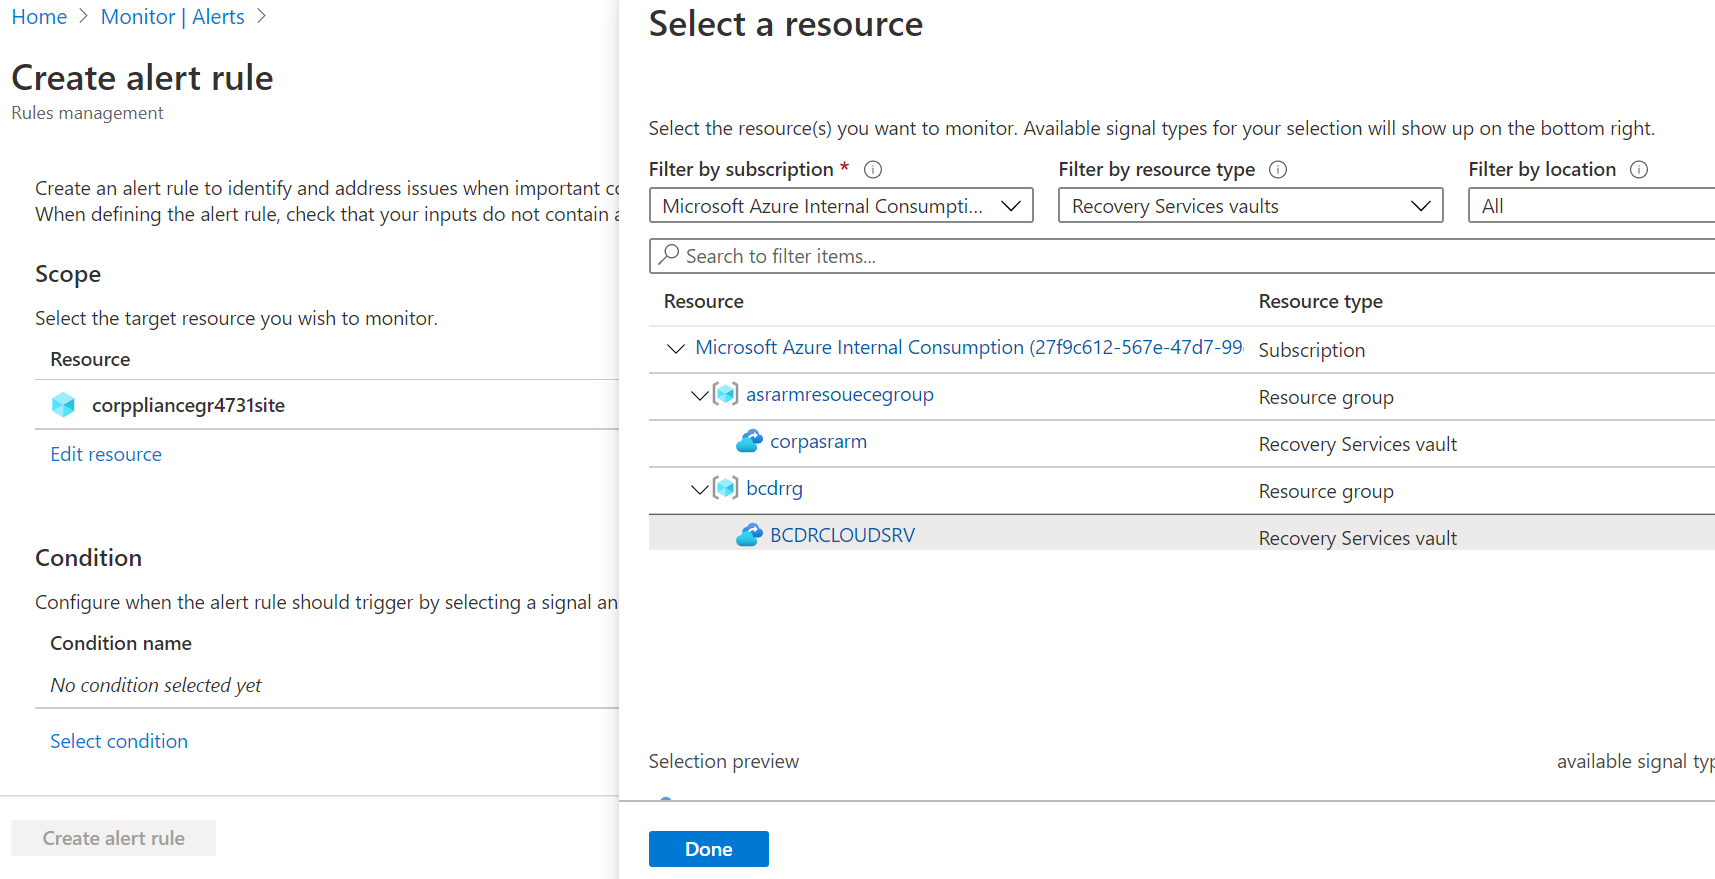 Home > Monitor | Alerts >
Create alert rule
Rules management
Create an alert rule to identify and address issues when important
When defining the alert rule, check that your inputs do not contain
Scope
Select the target resource you wish to monitor.
Resource
corppliancegr4731site
Edit resource
Condition
Configure when the alert rule should trigger by selecting a signal an
Condition name
No condition selected yet
Select condition
Create alert rule
Select a resource
Select the resource(s) you want to monitor. Available signal types for your selection will show up on the bottom right.
Filter by subscription *
Filter by resource type
Filter by location
Microsoft Azure Internal Consumpti...
Recovery Services vaults
All
Search to filter items...
Resource
Resource type
Microsoft Azure Internal Consumption (27f9c612-567e-47d7-99
Subscription
asrarmresouecegroup
Resource group
corpasrarm
Recovery Services vault
bcdrrg
Resource group
BCDRCLOUDSRV
Recovery Services vault
Selection preview
available signal typ
Done